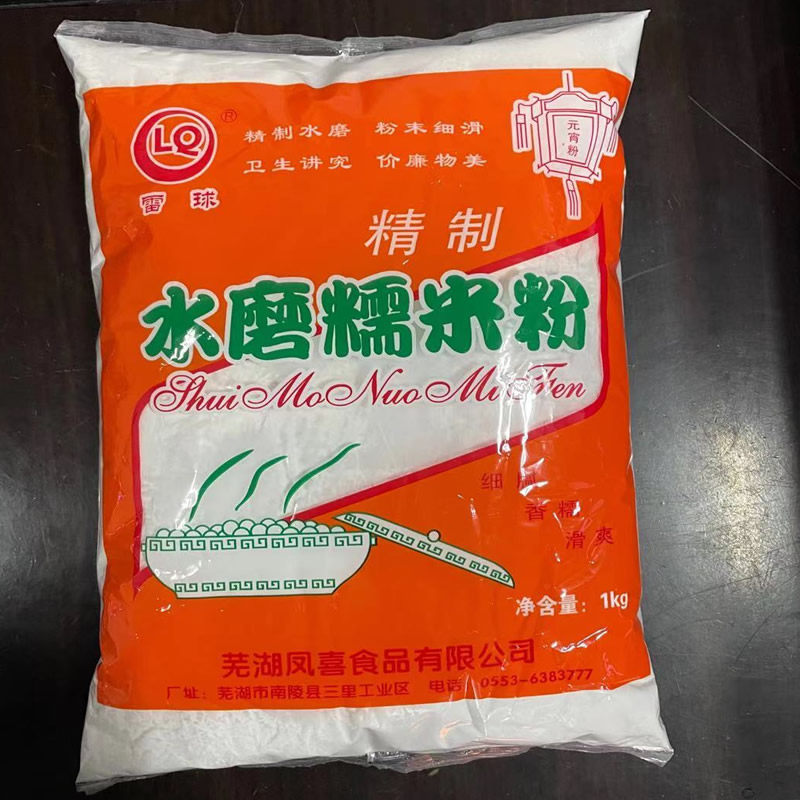 LQ®
雷球
精制水磨 粉末细滑
卫生讲究 价廉物美
元宵粉
精制
水磨糯米粉
Shui Mo Nuo Mi Fen
细腻
香糯
滑爽
净含量：1kg
芜湖凤喜食品有限公司
厂址：芜湖市南陵县三里工业区 电话：0553-6383777